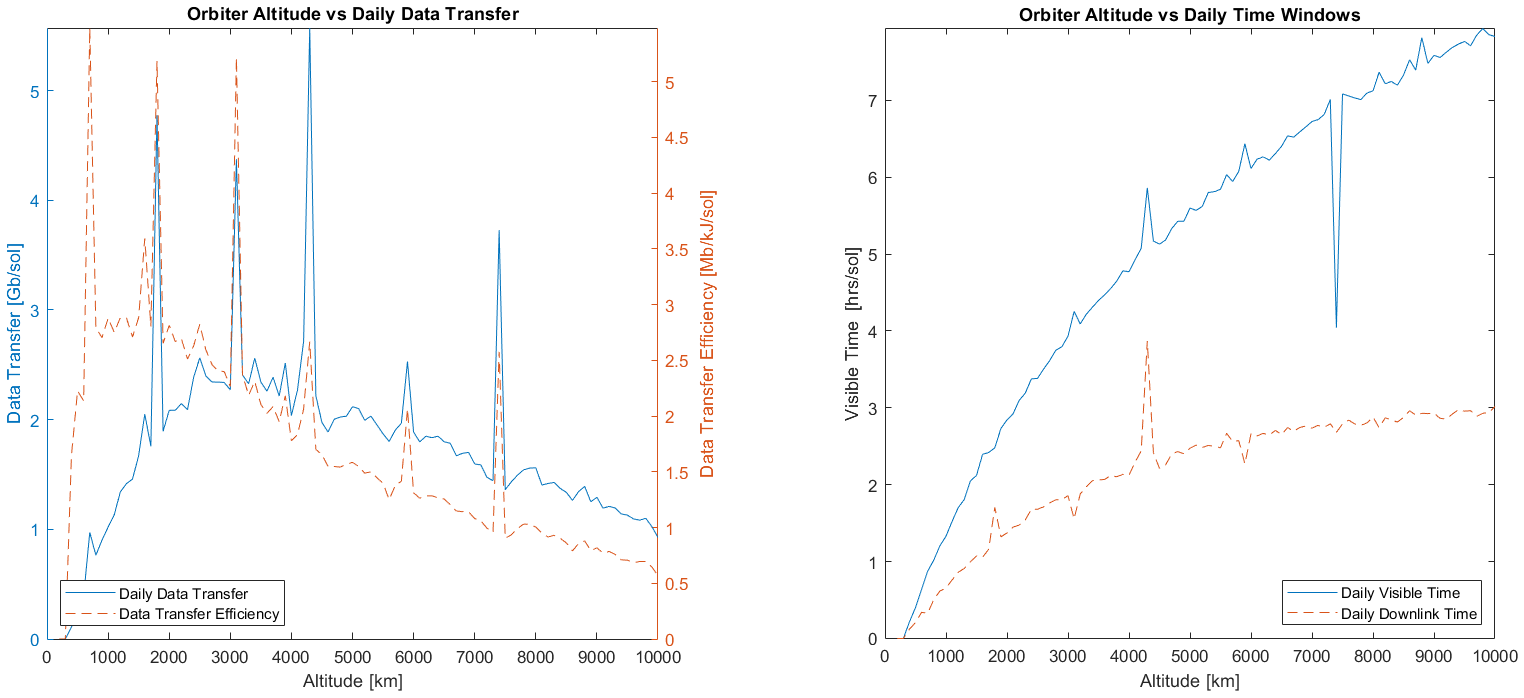 Orbiter Altitude vs Daily Data Transfer
Data Transfer [Gb/sol]
5
4
3
2
1
0
Data Transfer Efficiency [Mb/kJ/sol]
5
4.5
4
3.5
3
2.5
2
1.5
1
0.5
0
Daily Data Transfer
Data Transfer Efficiency
0 1000 2000 3000 4000 5000 6000 7000 8000 9000 10000
Altitude [km]
Orbiter Altitude vs Daily Time Windows
Visible Time [hrs/sol]
7
6
5
4
3
2
1
0
Daily Visible Time
Daily Downlink Time
0 1000 2000 3000 4000 5000 6000 7000 8000 9000 10000
Altitude [km]